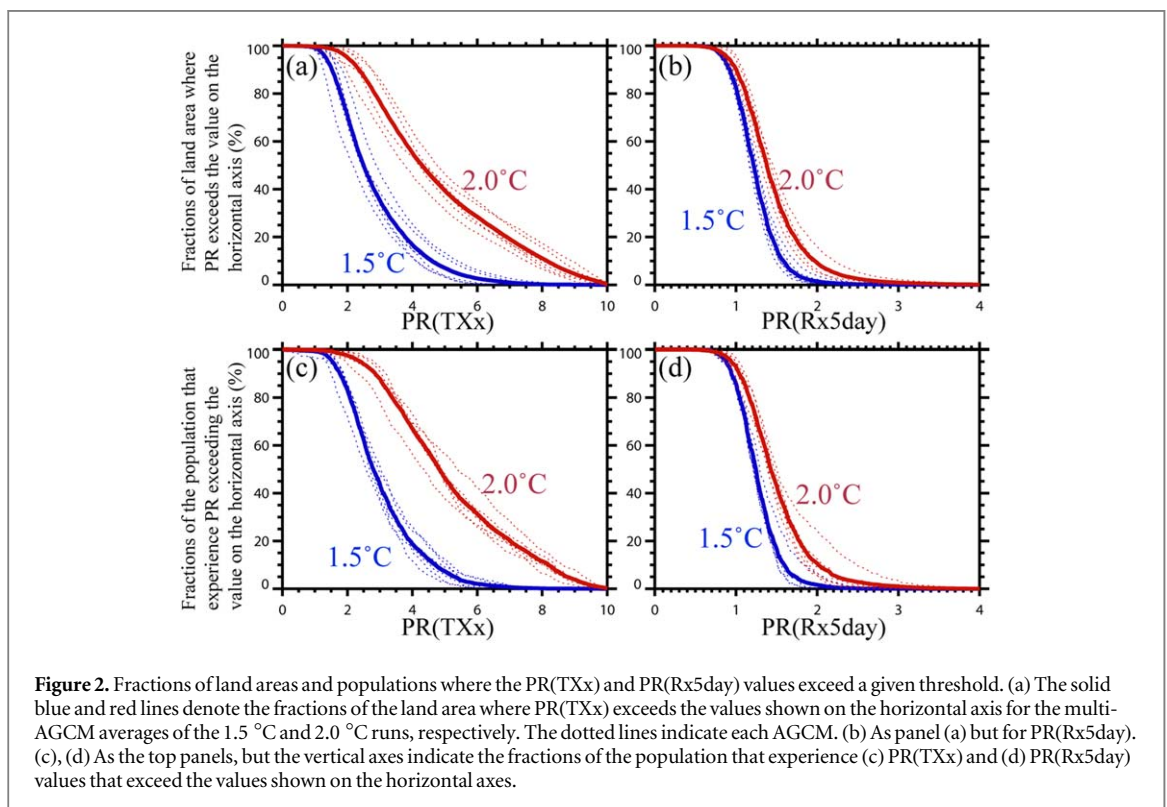 Fractions of land area where
PR exceeds the value on the
horizontal axis (%)
100
80
60
40
20
0
(a)
2.0°C
1.5°C
0 2 4 6 8 10
PR(TXx)
100
80
60
40
20
0
(b)
2.0°C
1.5°C
0 1 2 3 4
PR(Rx5day)
Fractions of the population that
experience PR exceeding the
value on the horizontal axis (%)
100
80
60
40
20
0
(c)
2.0°C
1.5°C
0 2 4 6 8 10
PR(TXx)
100
80
60
40
20
0
(d)
2.0°C
1.5°C
0 1 2 3 4
PR(Rx5day)
Figure 2. Fractions of land areas and populations where the PR(TXx) and PR(Rx5day) values exceed a given threshold. (a) The solid
blue and red lines denote the fractions of the land area where PR(TXx) exceeds the values shown on the horizontal axis for the multi-
AGCM averages of the 1.5 °C and 2.0 °C runs, respectively. The dotted lines indicate each AGCM. (b) As panel (a) but for PR(Rx5day).
(c), (d) As the top panels, but the vertical axes indicate the fractions of the population that experience (c) PR(TXx) and (d) PR(Rx5day)
values that exceed the values shown on the horizontal axes.